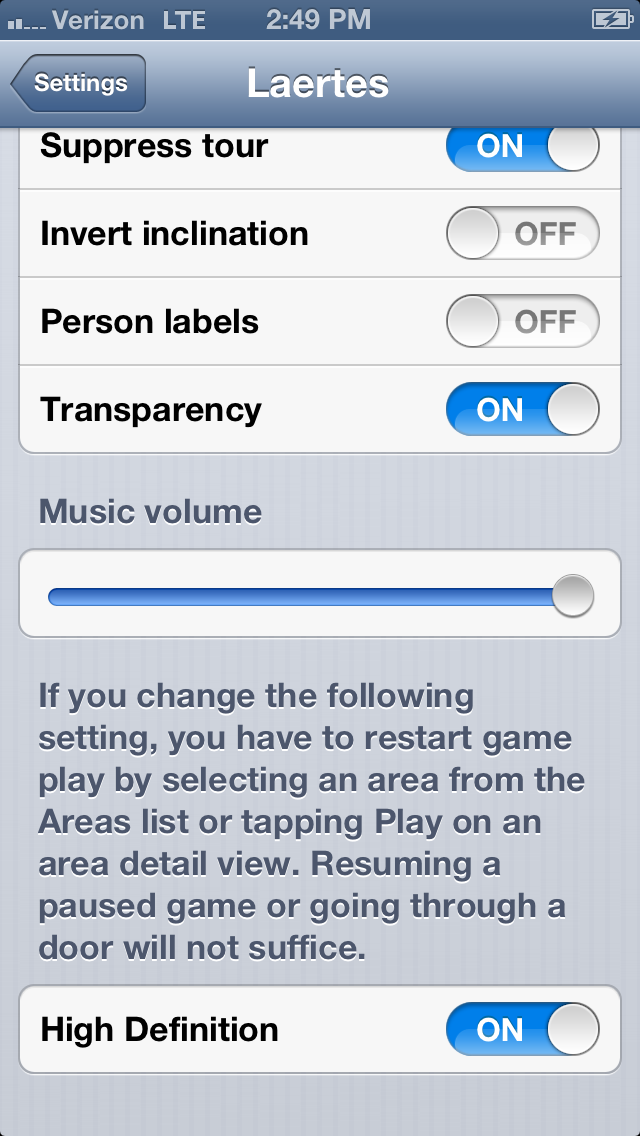 Verizon LTE 2:49 PM
Settings Laertes
Suppress tour ON
Invert inclination OFF
Person labels OFF
Transparency ON
Music volume
If you change the following
setting, you have to restart game
play by selecting an area from the
Areas list or tapping Play on an
area detail view. Resuming a
paused game or going through a
door will not suffice.
High Definition ON